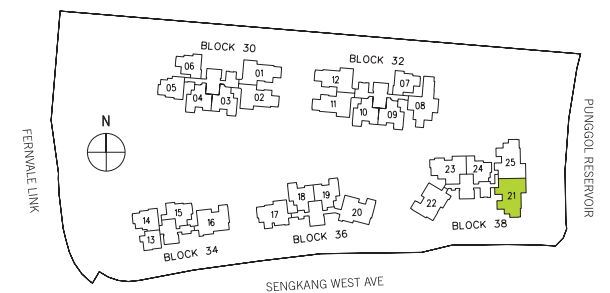 BLOCK 30
BLOCK 32
06
01
05
04
03
02
12
07
11
10
09
08
N
FERNVALE LINK
PUNGGOL RESERVOIR
23
24
25
22
21
BLOCK 38
14
15
16
13
BLOCK 34
18
19
17
20
BLOCK 36
SENGKANG WEST AVE